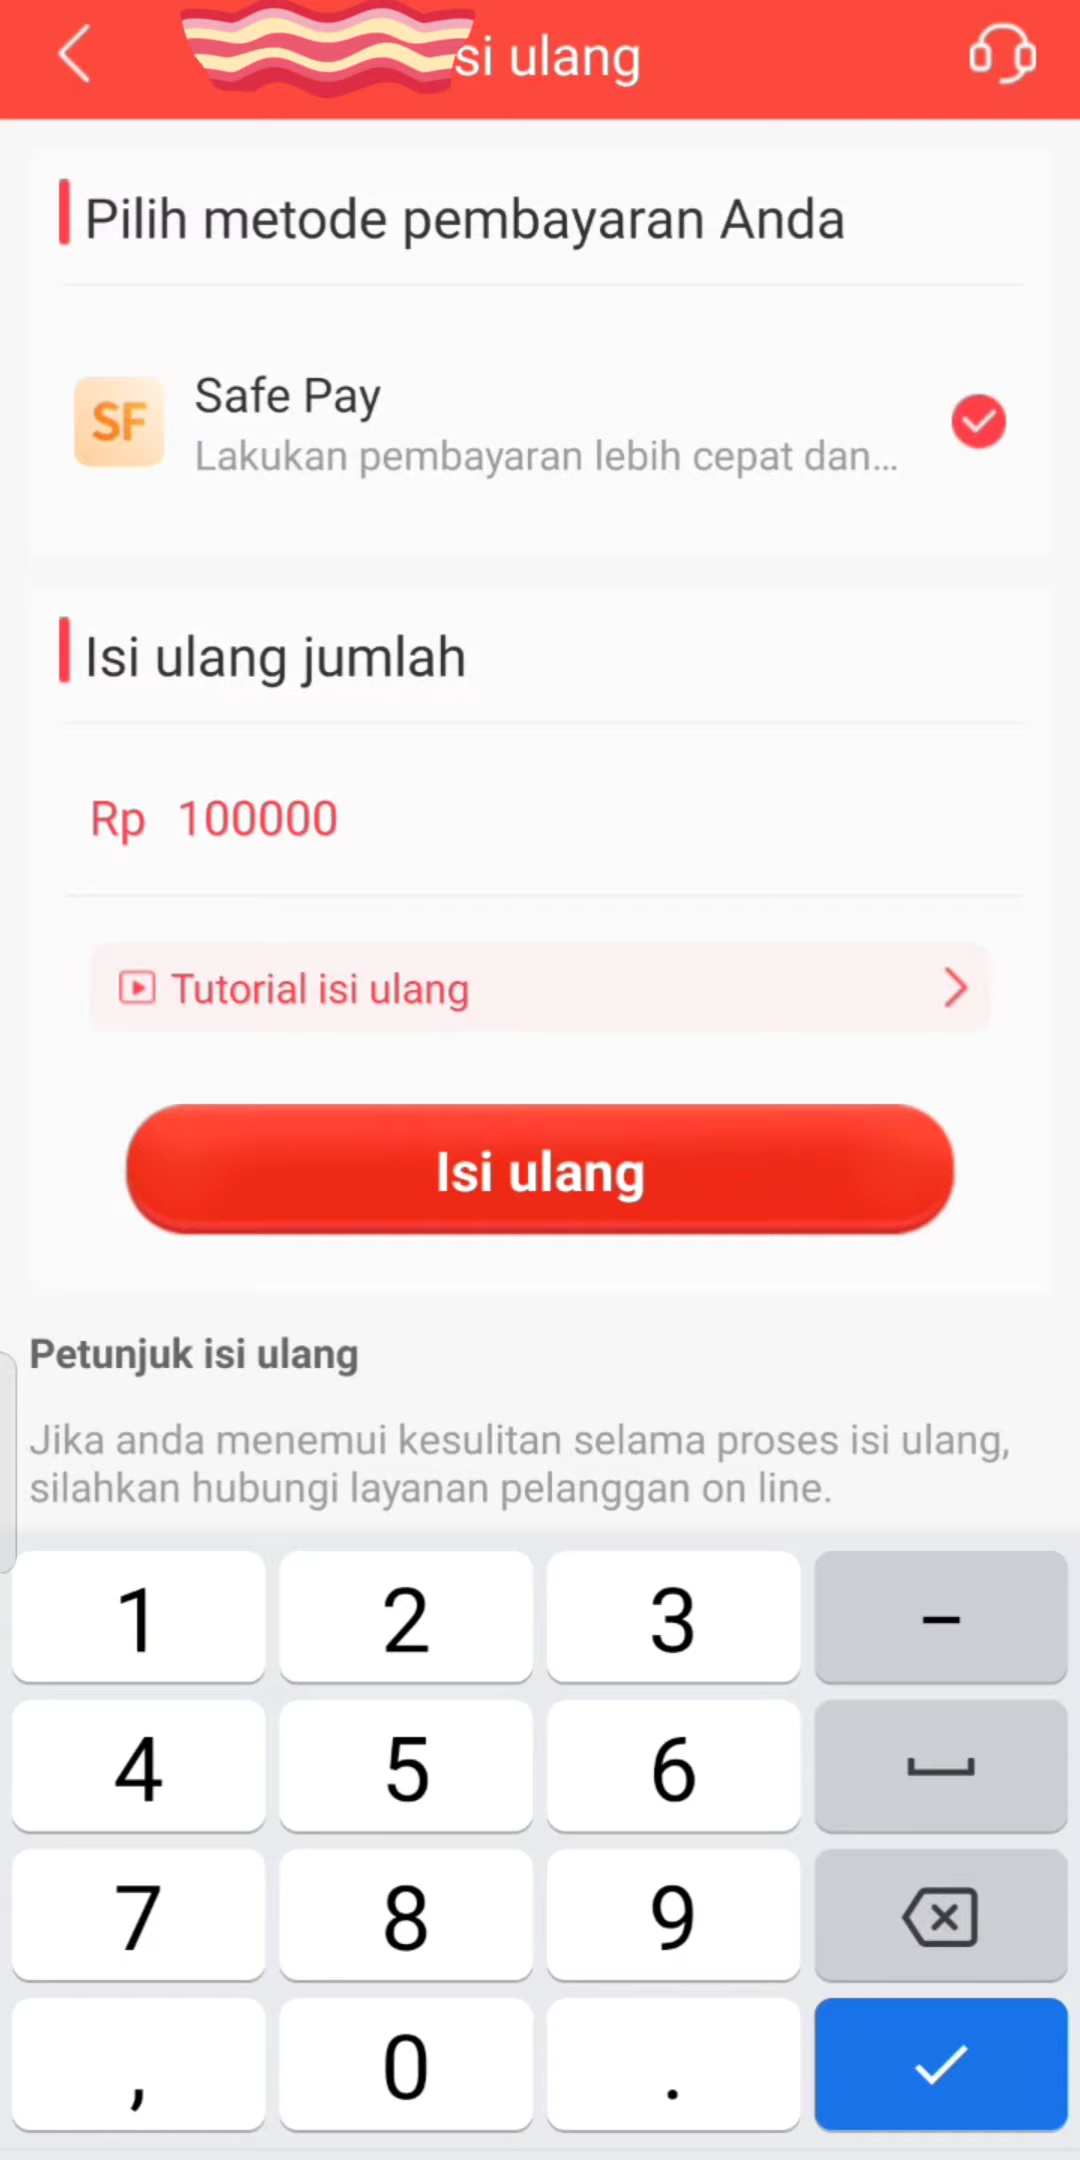 si ulang
Pilih metode pembayaran Anda
SF
Safe Pay
Lakukan pembayaran lebih cepat dan...
Isi ulang jumlah
Rp 100000
Tutorial isi ulang
Isi ulang
Petunjuk isi ulang
Jika anda menemui kesulitan selama proses isi ulang,
silahkan hubungi layanan pelanggan on line.
1 2 3 –
4 5 6
7 8 9
, 0 .